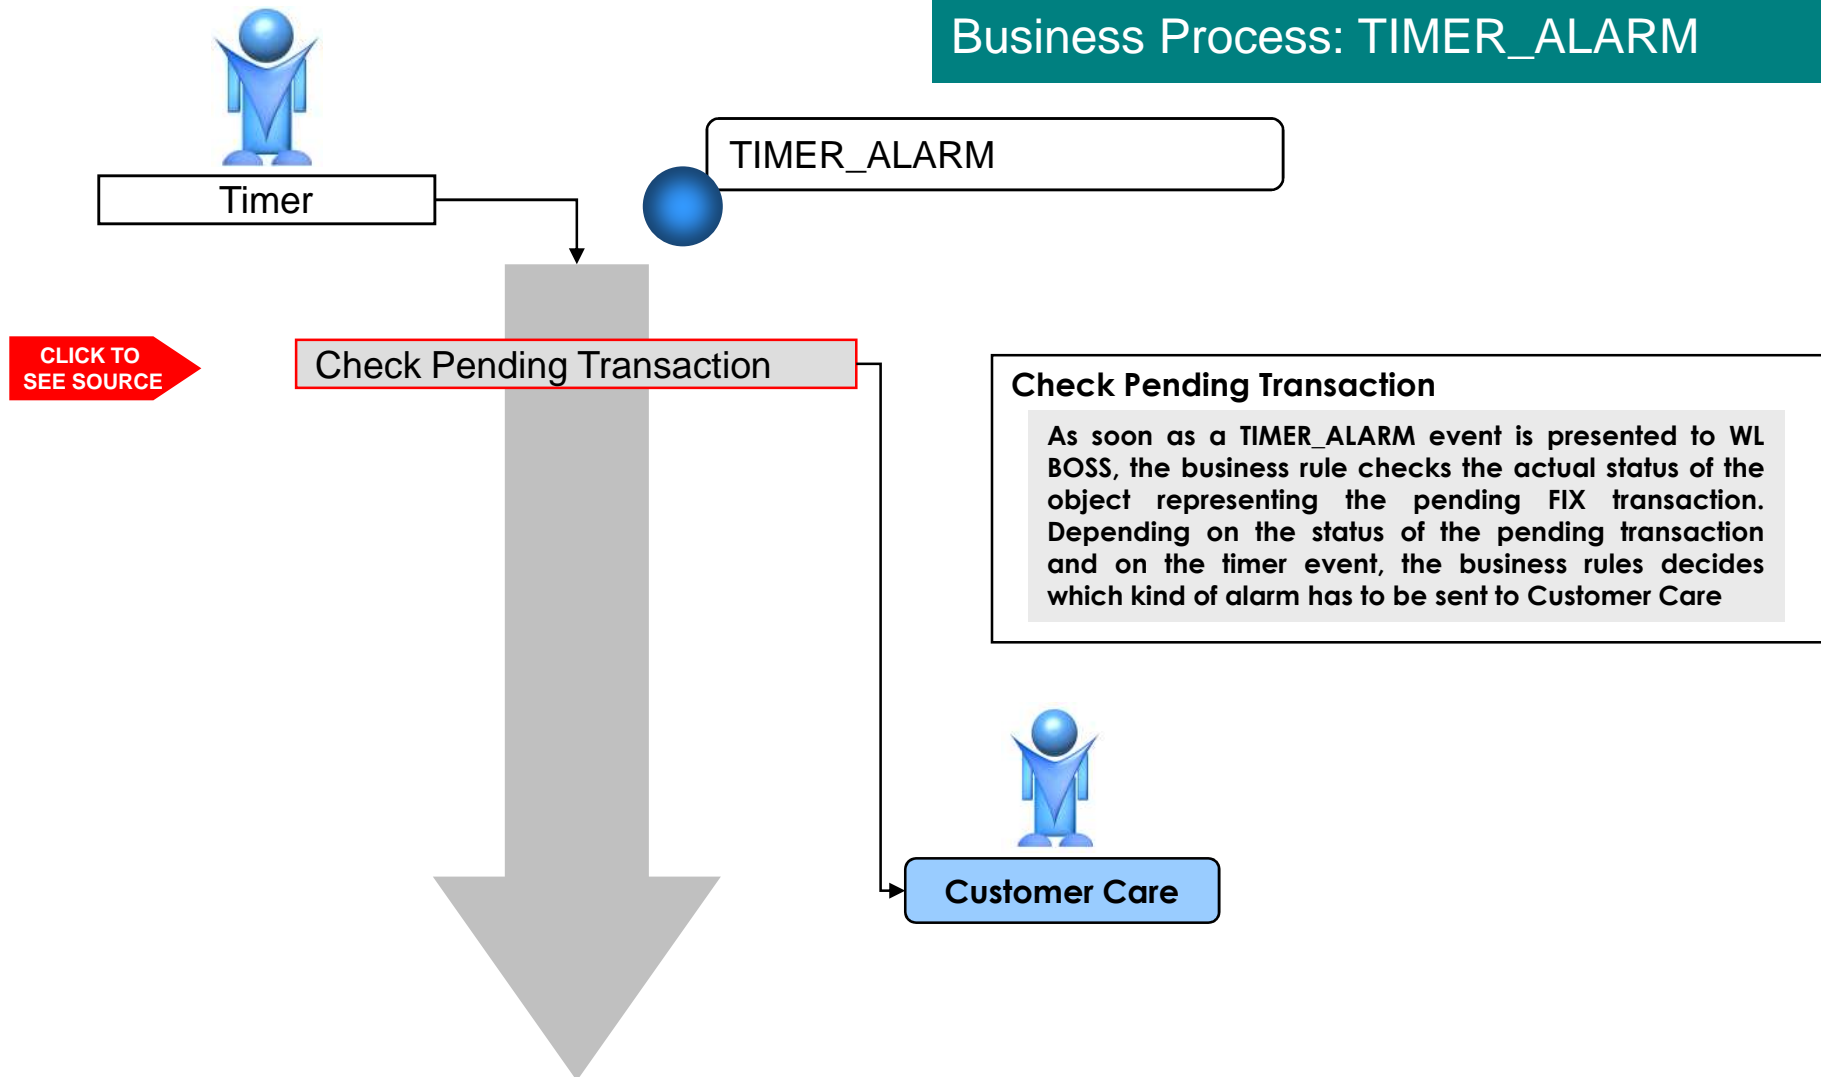 Business Process: TIMER_ALARM
TIMER_ALARM
Timer
CLICK TO
SEE SOURCE
Check Pending Transaction
Check Pending Transaction
As soon as a TIMER_ALARM event is presented to WL
BOSS, the business rule checks the actual status of the
object representing the pending FIX transaction.
Depending on the status of the pending transaction
and on the timer event, the business rules decides
which kind of alarm has to be sent to Customer Care
Customer Care